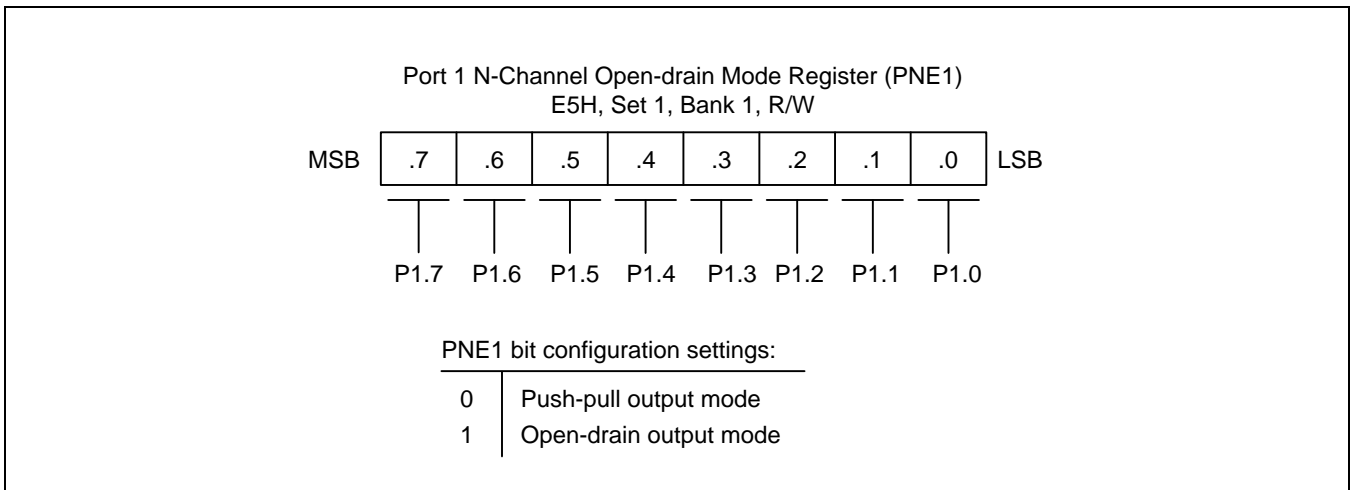 Port 1 N-Channel Open-drain Mode Register (PNE1)
E5H, Set 1, Bank 1, R/W
MSB .7 .6 .5 .4 .3 .2 .1 .0 LSB
P1.7 P1.6 P1.5 P1.4 P1.3 P1.2 P1.1 P1.0
PNE1 bit configuration settings:
0 Push-pull output mode
1 Open-drain output mode